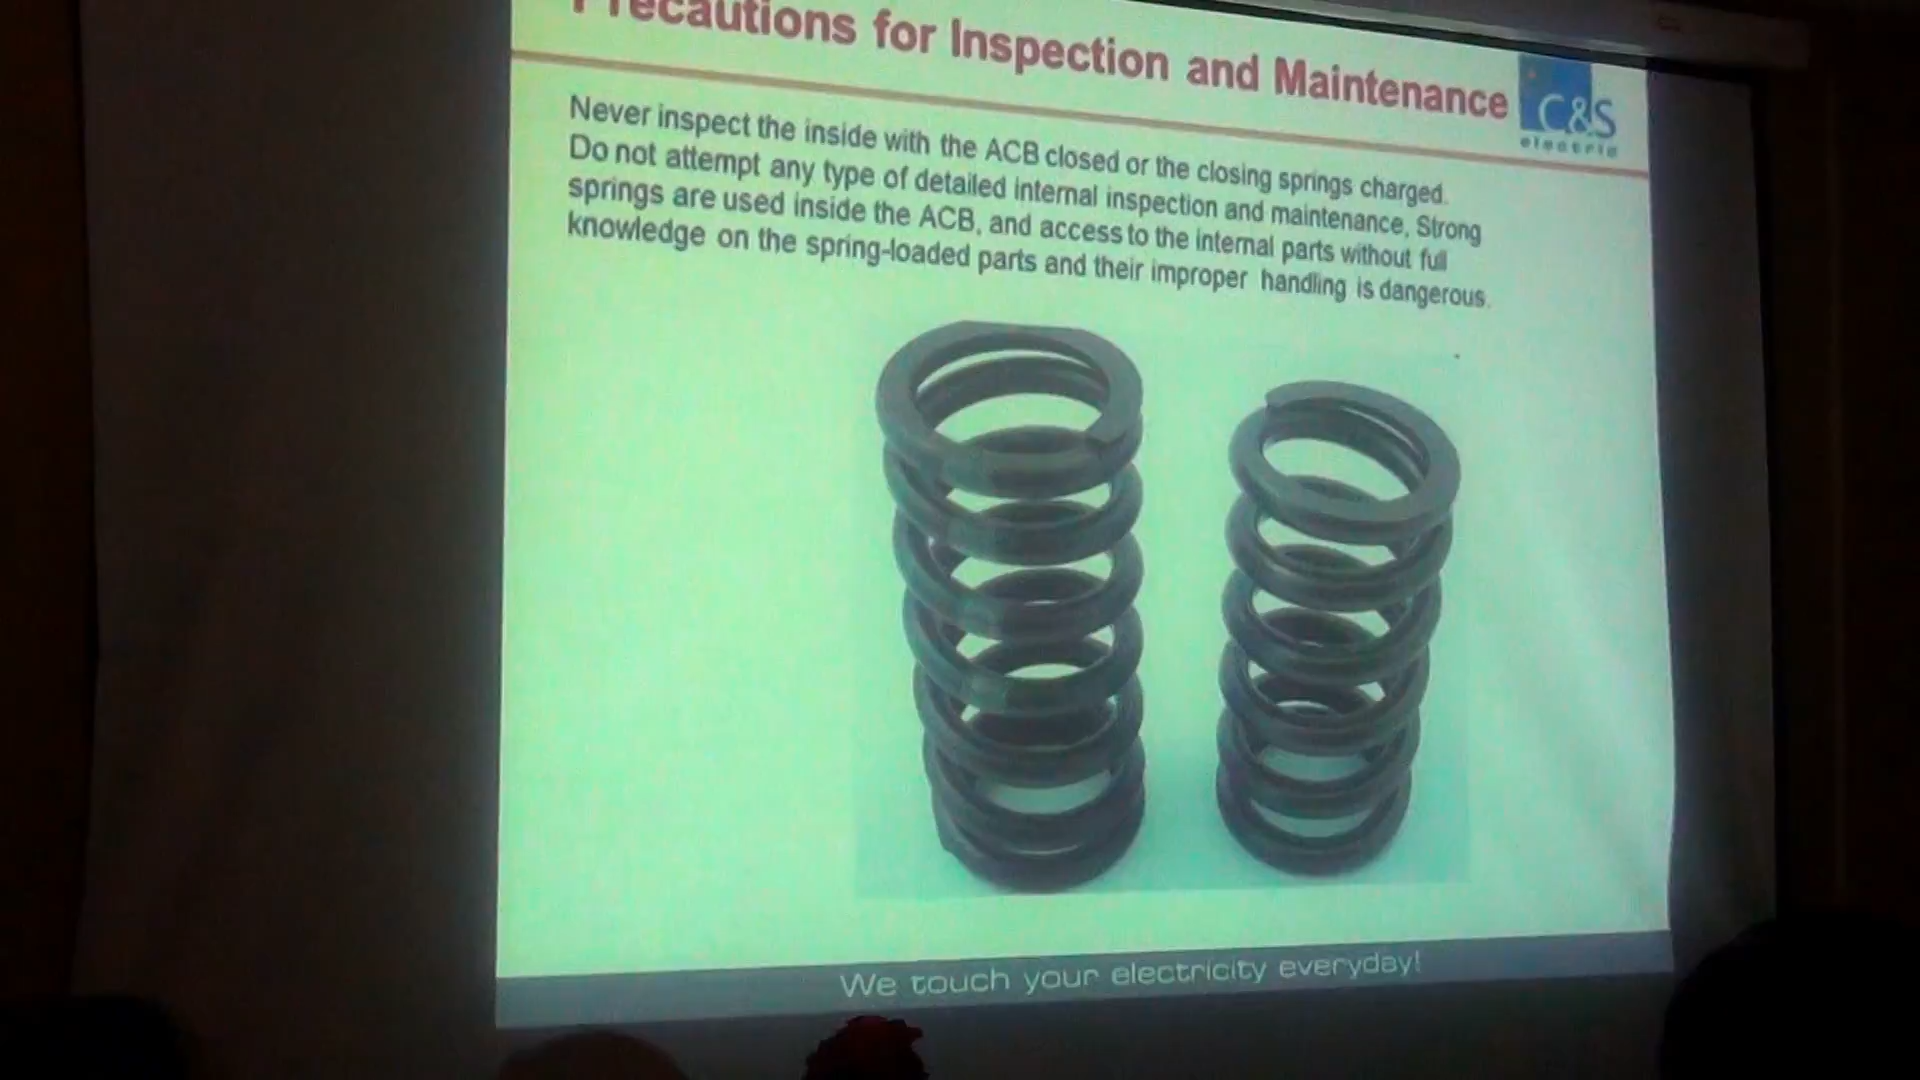 Precautions for Inspection and Maintenance
C&S
electric
Never inspect the inside with the ACB closed or the closing springs charged.
Do not attempt any type of detailed internal inspection and maintenance, Strong
springs are used inside the ACB, and access to the internal parts without full
knowledge on the spring-loaded parts and their improper handling is dangerous.
We touch your electricity everyday!